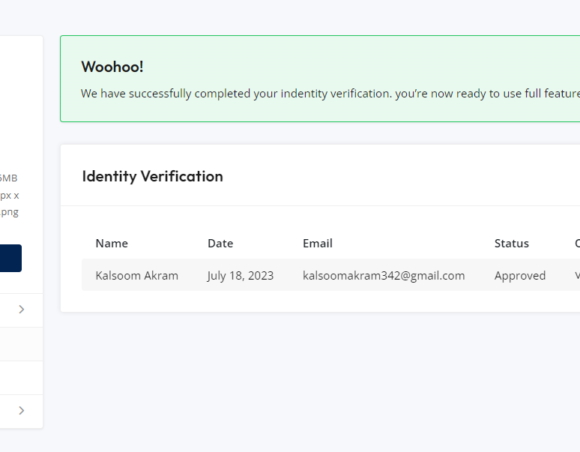 Woohoo!
We have successfully completed your indentity verification. you're now ready to use full feature
Identity Verification
MB
px x
.png
Name Date Email Status
Kalsoom Akram July 18, 2023 kalsoomakram342@gmail.com Approved